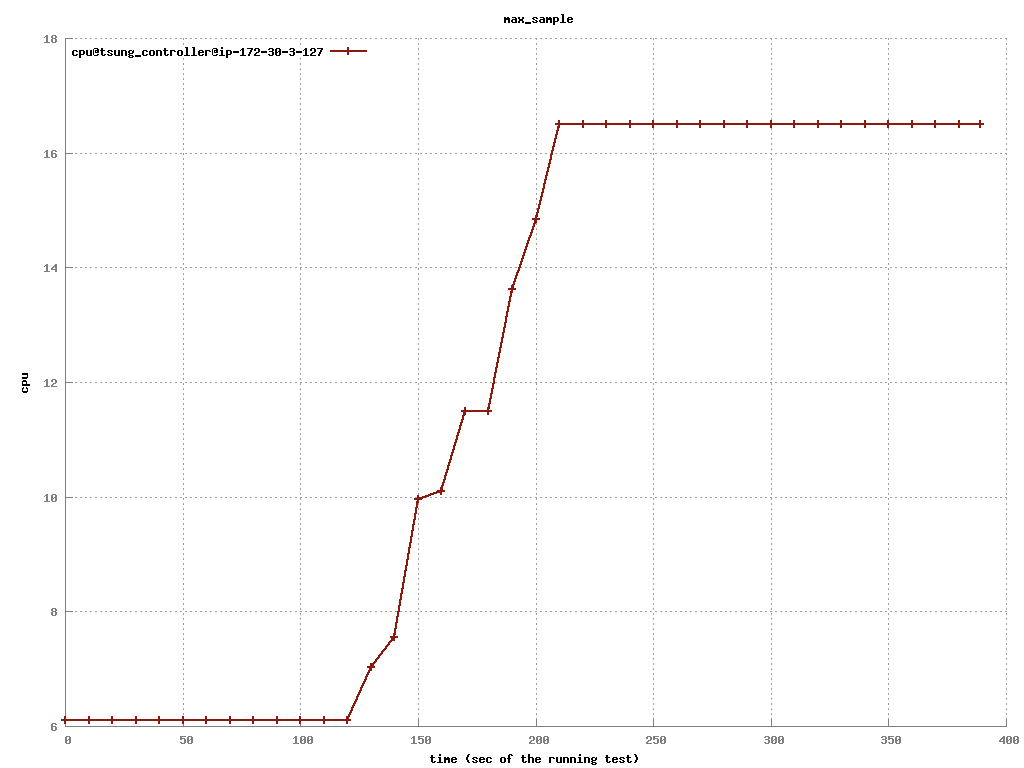 max_sample
cpu@tsung_controller@ip-172-30-3-127
18
16
14
12
10
8
6
cpu
0 50 100 150 200 250 300 350 400
time (sec of the running test)